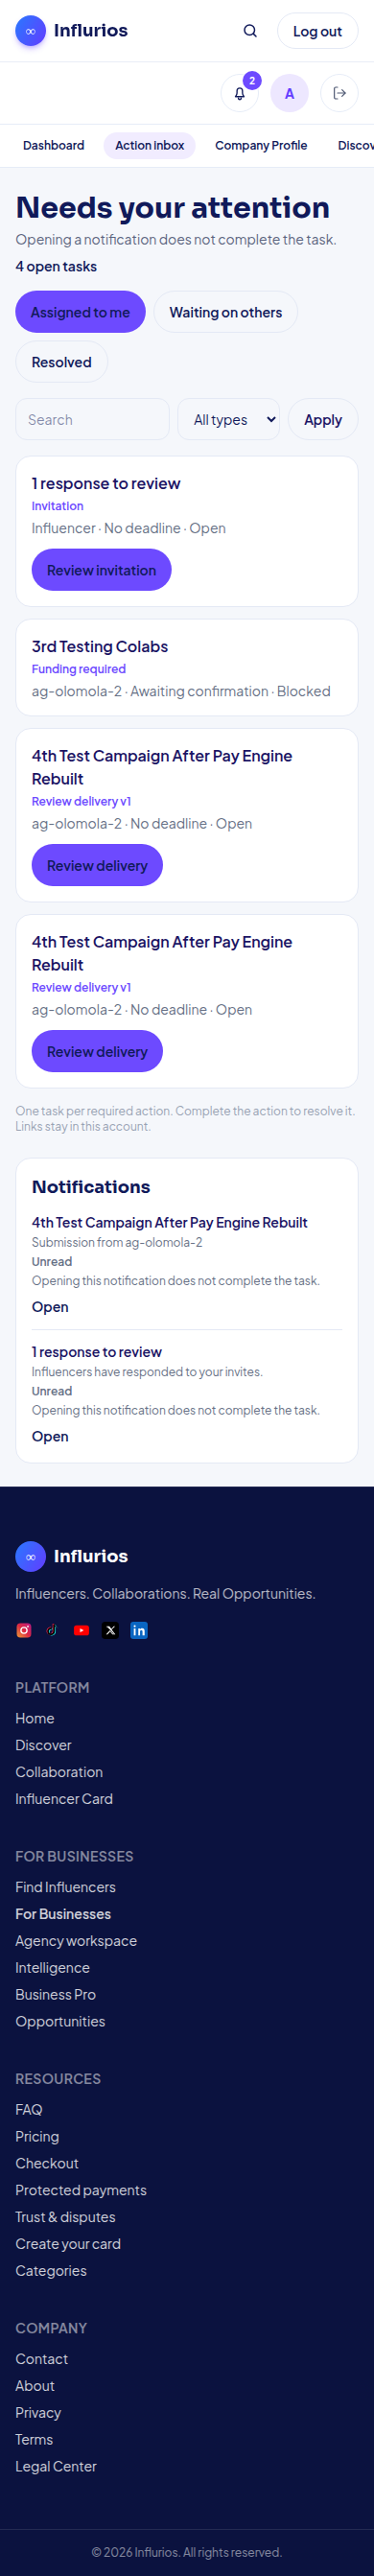 ∞ Influrios
Log out
2
A
Dashboard Action Inbox Company Profile Discov
Needs your attention
Opening a notification does not complete the task.
4 open tasks
Assigned to me Waiting on others
Resolved
Search All types Apply
1 response to review
Invitation
Influencer · No deadline · Open
Review invitation
3rd Testing Colabs
Funding required
ag-olomola-2 · Awaiting confirmation · Blocked
4th Test Campaign After Pay Engine
Rebuilt
Review delivery v1
ag-olomola-2 · No deadline · Open
Review delivery
4th Test Campaign After Pay Engine
Rebuilt
Review delivery v1
ag-olomola-2 · No deadline · Open
Review delivery
One task per required action. Complete the action to resolve it.
Links stay in this account.
Notifications
4th Test Campaign After Pay Engine Rebuilt
Submission from ag-olomola-2
Unread
Opening this notification does not complete the task.
Open
1 response to review
Influencers have responded to your invites.
Unread
Opening this notification does not complete the task.
Open
∞ Influrios
Influencers. Collaborations. Real Opportunities.
PLATFORM
Home
Discover
Collaboration
Influencer Card
FOR BUSINESSES
Find Influencers
For Businesses
Agency workspace
Intelligence
Business Pro
Opportunities
RESOURCES
FAQ
Pricing
Checkout
Protected payments
Trust & disputes
Create your card
Categories
COMPANY
Contact
About
Privacy
Terms
Legal Center
© 2026 Influrios. All rights reserved.